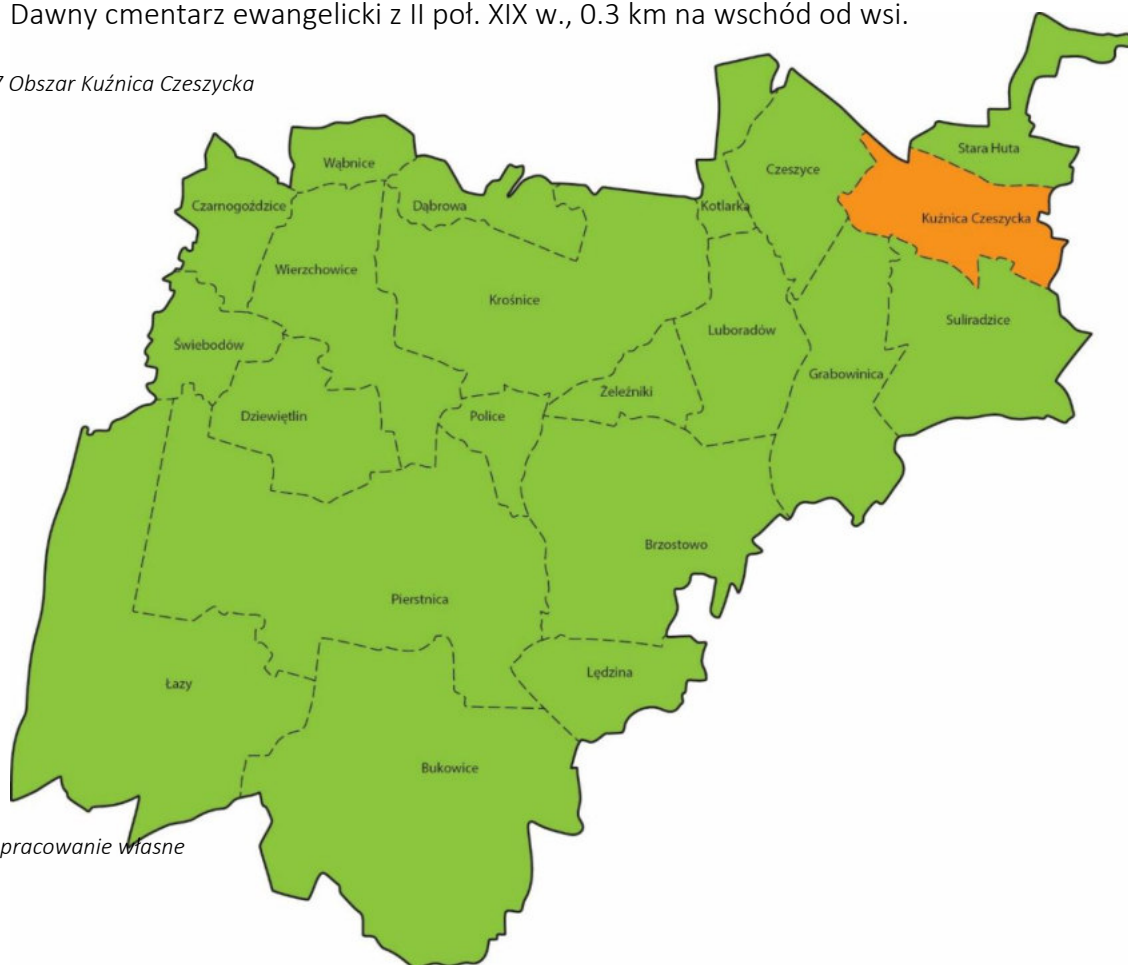 Dawny cmentarz ewangelicki z II poł. XIX w., 0.3 km na wschód od wsi.
7 Obszar Kuźnica Czeszycka
Stara Huta
Wąbnice
Czeszyce
Czarnogoździce
Dąbrowa
Kotlarka
Kuźnica Czeszycka
Wierzchowice
Krośnice
Suliradzice
Luboradów
Świebodów
Grabowinica
Żeleźniki
Dziewiętlin
Police
Brzostowo
Pierstnica
Lędzina
Łazy
Bukowice
pracowanie własne